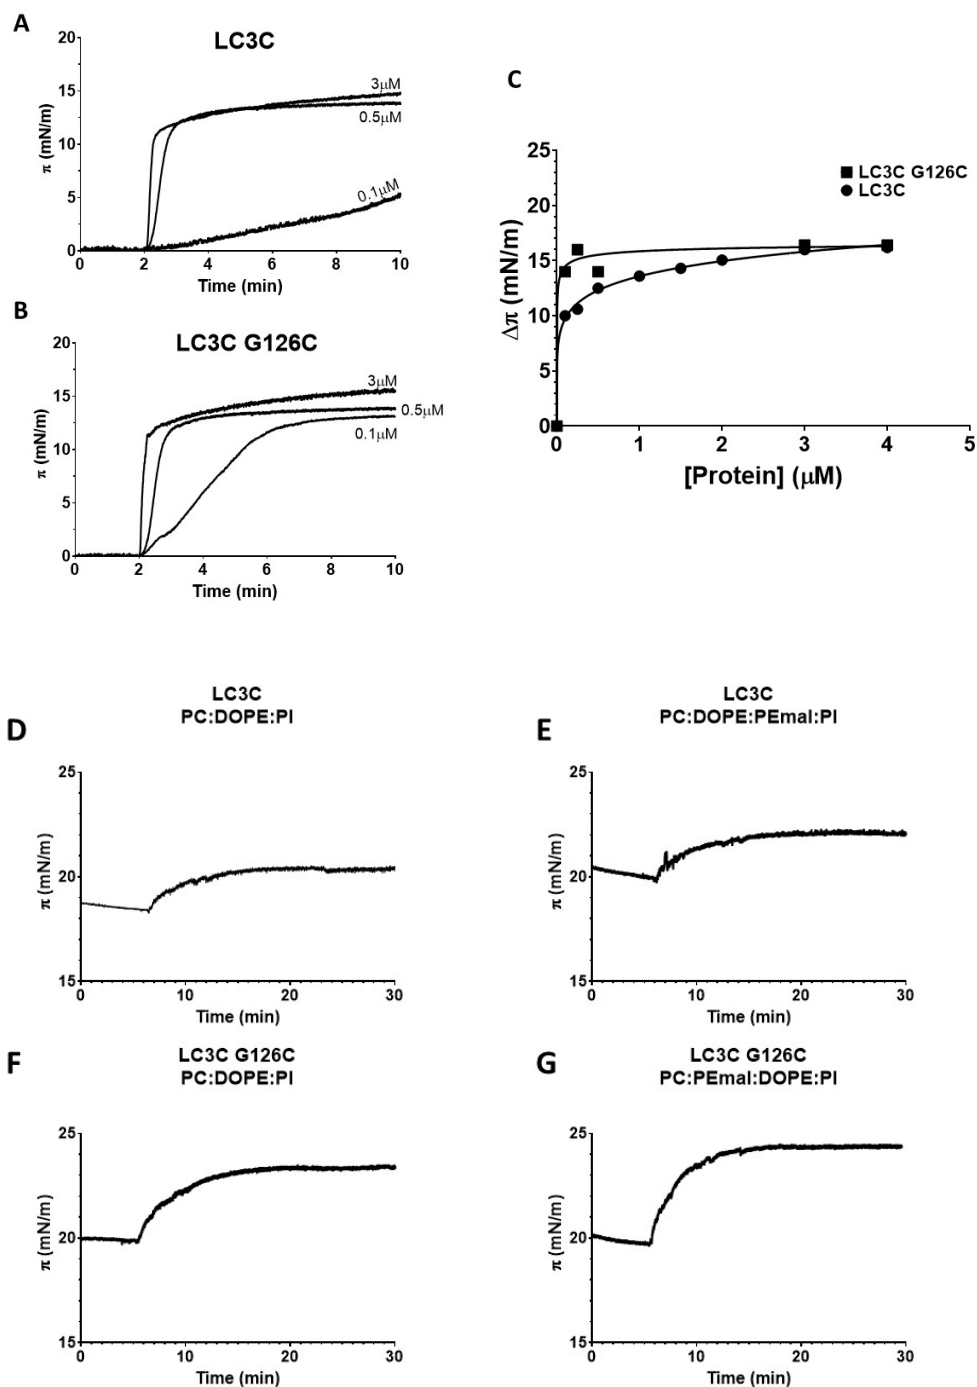 A
LC3C
20
15
10
5
0
π (mN/m)
3μM
0.5μM
0.1μM
0 2 4 6 8 10
Time (min)
B
LC3C G126C
20
15
10
5
0
π (mN/m)
3μM
0.5μM
0.1μM
0 2 4 6 8 10
Time (min)
C
25
20
15
10
5
0
Δπ (mN/m)
LC3C G126C
LC3C
0 1 2 3 4 5
[Protein] (μM)
D
LC3C
PC:DOPE:PI
25
20
15
π (mN/m)
0 10 20 30
Time (min)
E
LC3C
PC:DOPE:PEmal:PI
25
20
15
π (mN/m)
0 10 20 30
Time (min)
F
LC3C G126C
PC:DOPE:PI
25
20
15
π (mN/m)
0 10 20 30
Time (min)
G
LC3C G126C
PC:PEmal:DOPE:PI
25
20
15
π (mN/m)
0 10 20 30
Time (min)